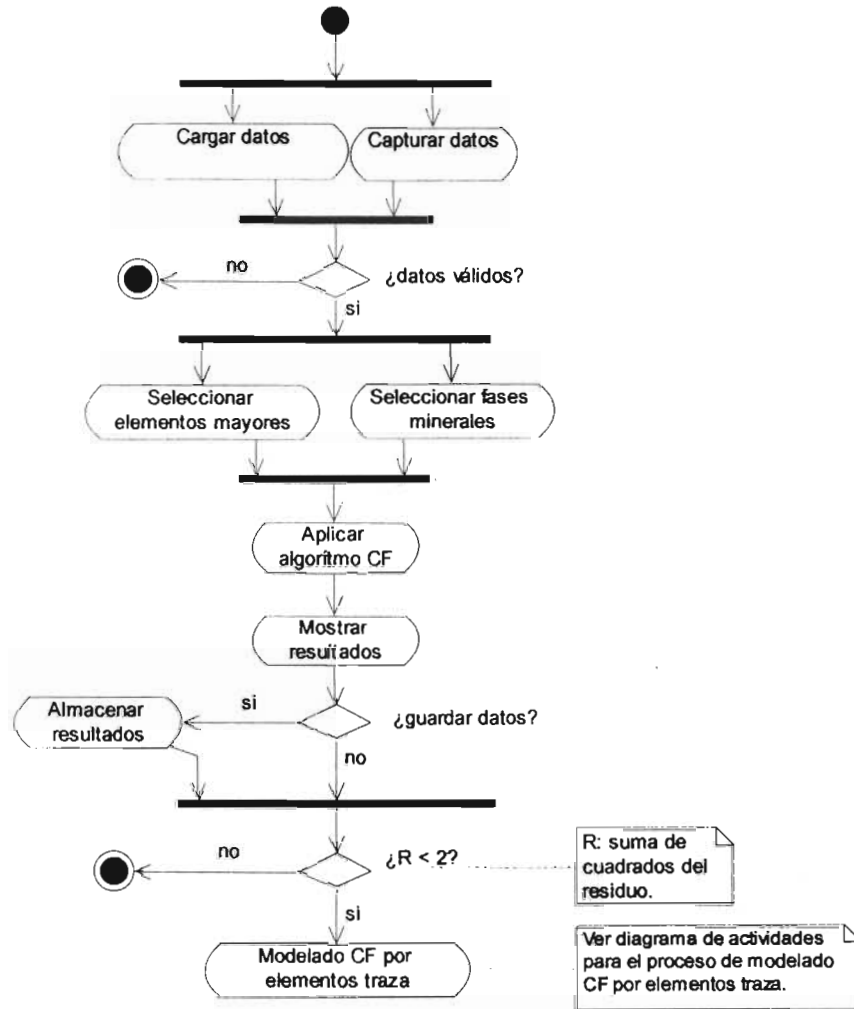 Cargar datos
Capturar datos
no
¿datos válidos?
si
Seleccionar
elementos mayores
Seleccionar fases
minerales
Aplicar
algoritmo CF
Mostrar
resultados
Almacenar
resultados
si
¿guardar datos?
no
no
¿R < 2?
R: suma de
cuadrados del
residuo.
si
Modelado CF por
elementos traza
Ver diagrama de actividades
para el proceso de modelado
CF por elementos traza.